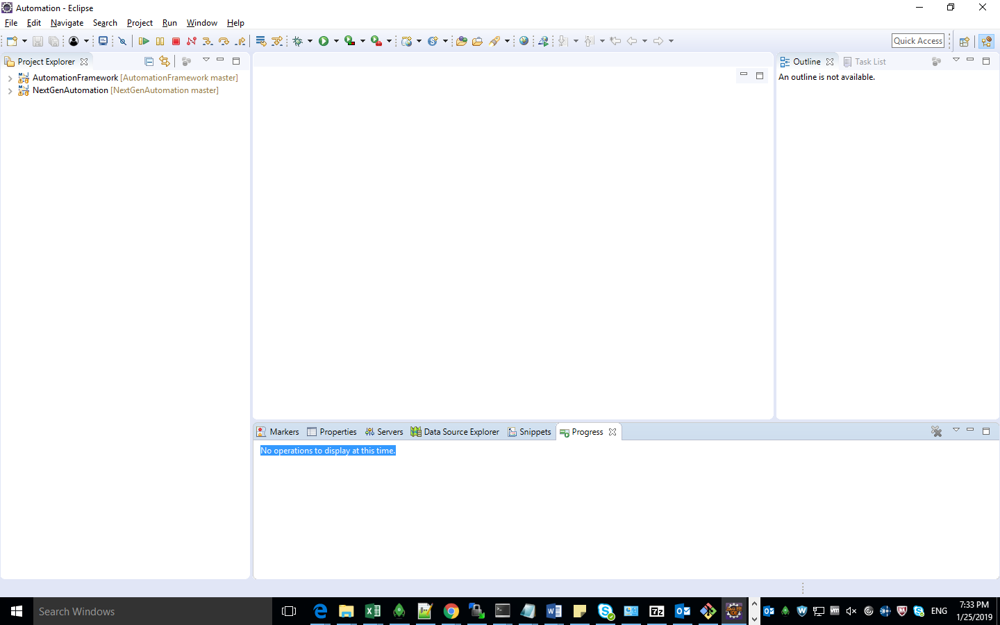 Automation - Eclipse
File Edit Navigate Search Project Run Window Help
Quick Access
Project Explorer
AutomationFramework [AutomationFramework master]
NextGenAutomation [NextGenAutomation master]
Outline Task List
An outline is not available.
Markers Properties Servers Data Source Explorer Snippets Progress
No operations to display at this time.
Search Windows
7z
ENG
7:33 PM
1/25/2019